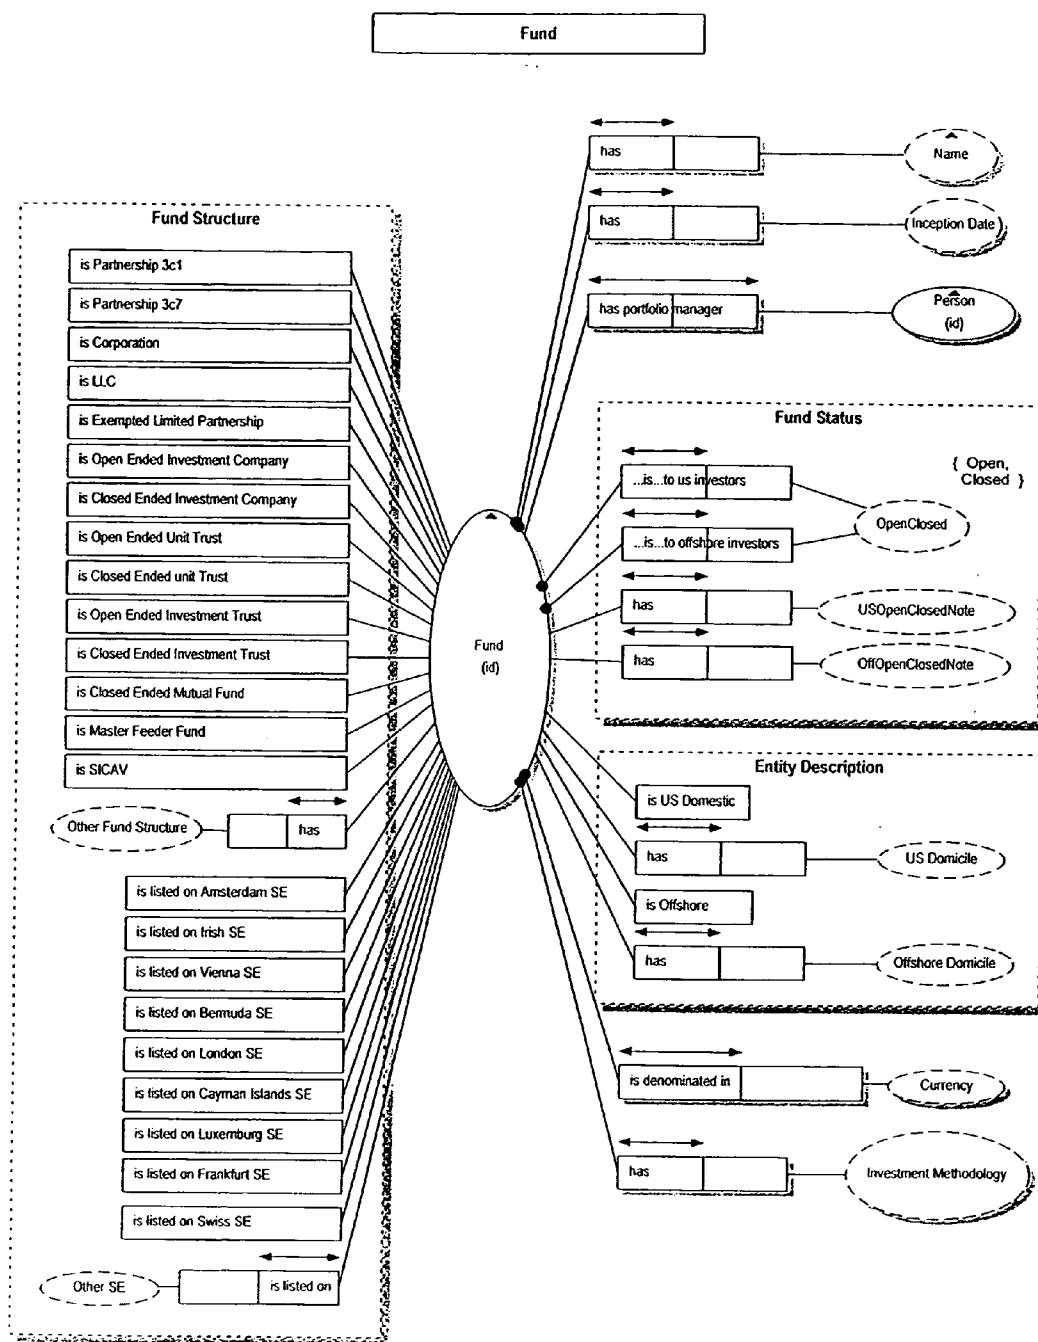 Fund
has
Name
has
Inception Date
has portfolio manager
Person
(id)
Fund Structure
is Partnership 3c1
is Partnership 3c7
is Corporation
is LLC
is Exempted Limited Partnership
is Open Ended Investment Company
is Closed Ended Investment Company
is Open Ended Unit Trust
is Closed Ended unit Trust
is Open Ended Investment Trust
is Closed Ended Investment Trust
is Closed Ended Mutual Fund
is Master Feeder Fund
is SICAV
Other Fund Structure
has
is listed on Amsterdam SE
is listed on Irish SE
is listed on Vienna SE
is listed on Bermuda SE
is listed on London SE
is listed on Cayman Islands SE
is listed on Luxemburg SE
is listed on Frankfurt SE
is listed on Swiss SE
Other SE
is listed on
Fund
(id)
Fund Status
...is...to us investors
{ Open,
Closed }
OpenClosed
...is...to offshore investors
has
USOpenClosedNote
has
OffOpenClosedNote
Entity Description
is US Domestic
has
US Domicile
is Offshore
has
Offshore Domicile
is denominated in
Currency
has
Investment Methodology